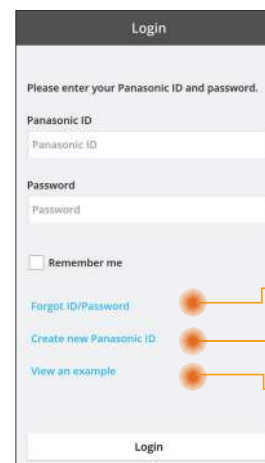 Login
Please enter your Panasonic ID and password.
Panasonic ID
Panasonic ID
Password
Password
Remember me
Forgot ID/Password
Create new Panasonic ID
View an example
Login